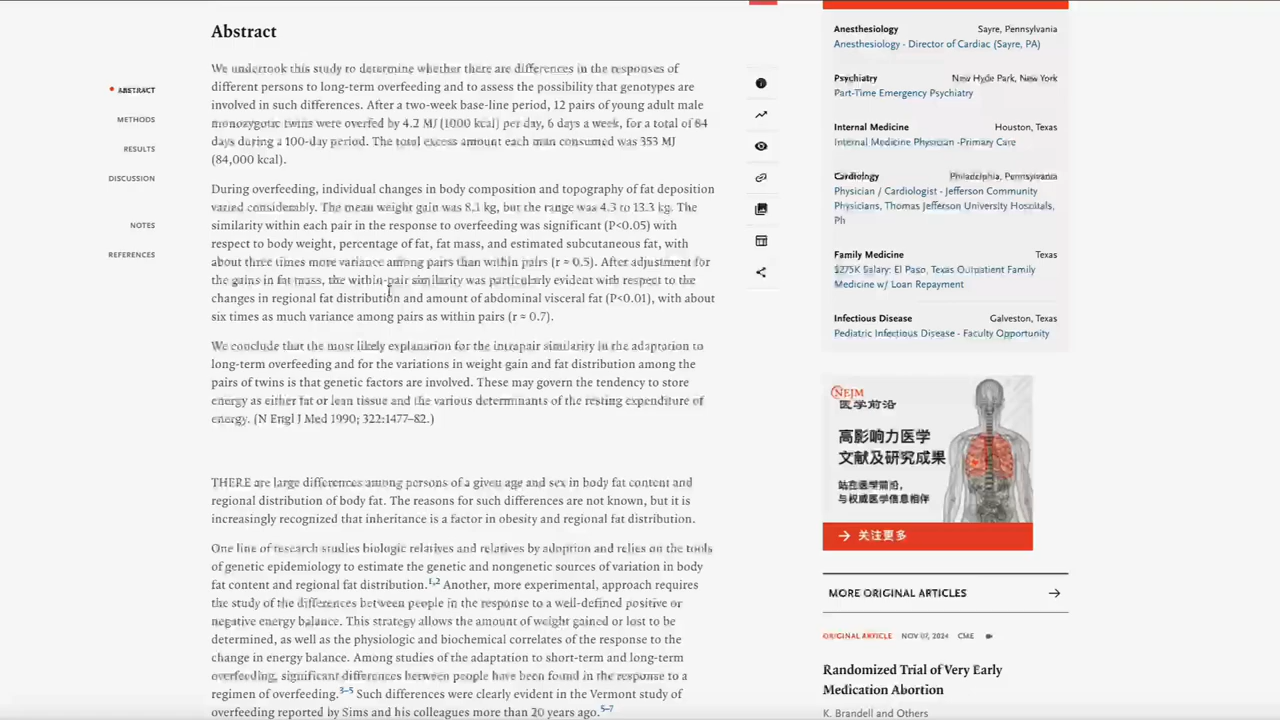 ABSTRACT
METHODS
RESULTS
DISCUSSION
NOTES
REFERENCES
Abstract
We undertook this study to determine whether there are differences in the responses of
different persons to long-term overfeeding and to assess the possibility that genotypes are
involved in such differences. After a two-week base-line period, 12 pairs of young adult male
monozygotic twins were overfed by 4.2 MJ (1000 kcal) per day, 6 days a week, for a total of 84
days during a 100-day period. The total excess amount each man consumed was 353 MJ
(84,000 kcal).
During overfeeding, individual changes in body composition and topography of fat deposition
varied considerably. The mean weight gain was 8.1 kg, but the range was 4.3 to 13.3 kg. The
similarity within each pair in the response to overfeeding was significant (P<0.05) with
respect to body weight, percentage of fat, fat mass, and estimated subcutaneous fat, with
about three times more variance among pairs than within pairs (r ≈ 0.5). After adjustment for
the gains in fat mass, the within-pair similarity was particularly evident with respect to the
changes in regional fat distribution and amount of abdominal visceral fat (P<0.01), with about
six times as much variance among pairs as within pairs (r ≈ 0.7).
We conclude that the most likely explanation for the intrapair similarity in the adaptation to
long-term overfeeding and for the variations in weight gain and fat distribution among the
pairs of twins is that genetic factors are involved. These may govern the tendency to store
energy as either fat or lean tissue and the various determinants of the resting expenditure of
energy. (N Engl J Med 1990; 322:1477–82.)
THERE are large differences among persons of a given age and sex in body fat content and
regional distribution of body fat. The reasons for such differences are not known, but it is
increasingly recognized that inheritance is a factor in obesity and regional fat distribution.
One line of research studies biologic relatives and relatives by adoption and relies on the tools
of genetic epidemiology to estimate the genetic and nongenetic sources of variation in body
fat content and regional fat distribution.1,2 Another, more experimental, approach requires
the study of the differences between people in the response to a well-defined positive or
negative energy balance. This strategy allows the amount of weight gained or lost to be
determined, as well as the physiologic and biochemical correlates of the response to the
change in energy balance. Among studies of the adaptation to short-term and long-term
overfeeding, significant differences between people have been found in the response to a
regimen of overfeeding.3–5 Such differences were clearly evident in the Vermont study of
overfeeding reported by Sims and his colleagues more than 20 years ago.5–7
Anesthesiology Sayre, Pennsylvania
Anesthesiology - Director of Cardiac (Sayre, PA)
Psychiatry New Hyde Park, New York
Part-Time Emergency Psychiatry
Internal Medicine Houston, Texas
Internal Medicine Physician -Primary Care
Cardiology Philadelphia, Pennsylvania
Physician / Cardiologist - Jefferson Community
Physicians, Thomas Jefferson University Hospitals,
Ph
Family Medicine Texas
$275K Salary: El Paso, Texas Outpatient Family
Medicine w/ Loan Repayment
Infectious Disease Galveston, Texas
Pediatric Infectious Disease - Faculty Opportunity
NEJM
医学前沿
高影响力医学
文献及研究成果
站在医学前沿，
与权威医学信息相伴
关注更多
MORE ORIGINAL ARTICLES
ORIGINAL ARTICLE NOV 07, 2024 CME
Randomized Trial of Very Early
Medication Abortion
K. Brandell and Others